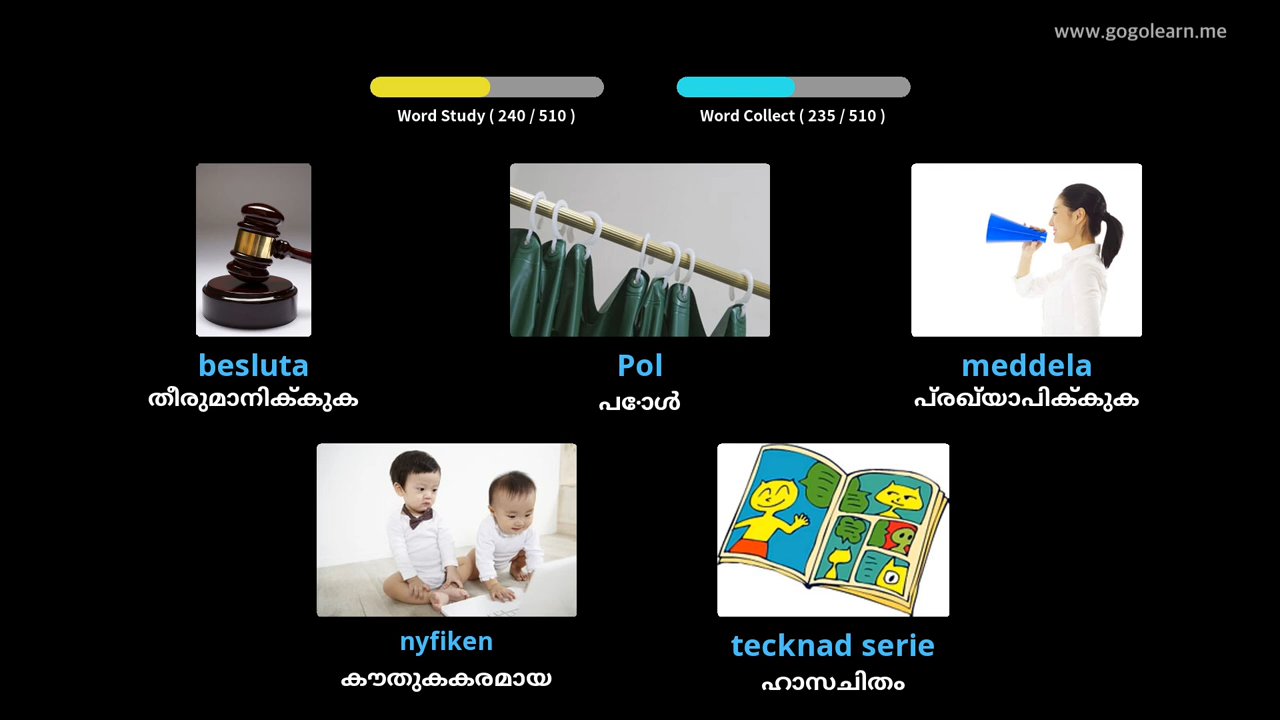 www.gogolearn.me
Word Study ( 240 / 510 )
Word Collect ( 235 / 510 )
besluta
തീരുമാനിക്കുക
Pol
പോൾ
meddela
പ്രഖ്യാപിക്കുക
nyfiken
കൗതുകകരമായ
tecknad serie
ഹാസചിതം